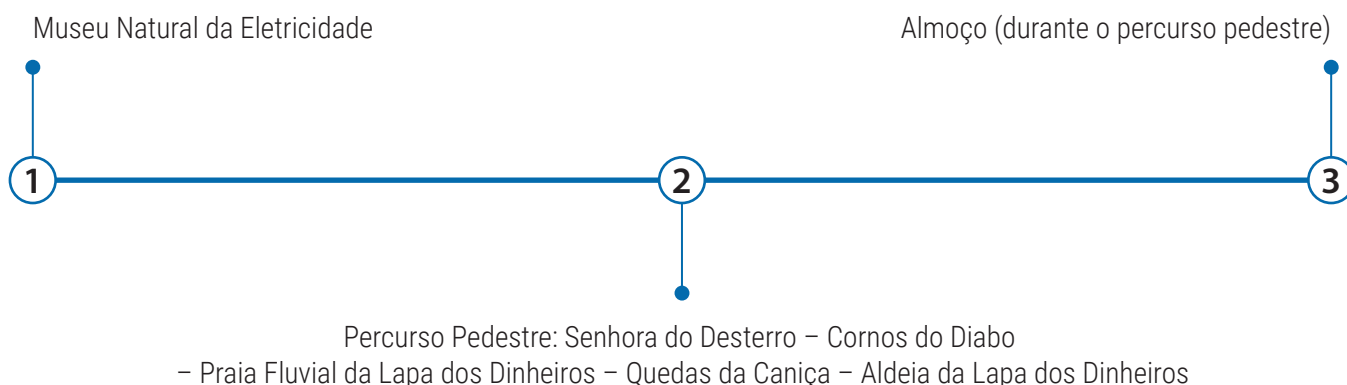 Museu Natural da Eletricidade
Almoço (durante o percurso pedestre)
1
2
3
Percurso Pedestre: Senhora do Desterro – Cornos do Diabo
– Praia Fluvial da Lapa dos Dinheiros – Quedas da Caniça – Aldeia da Lapa dos Dinheiros